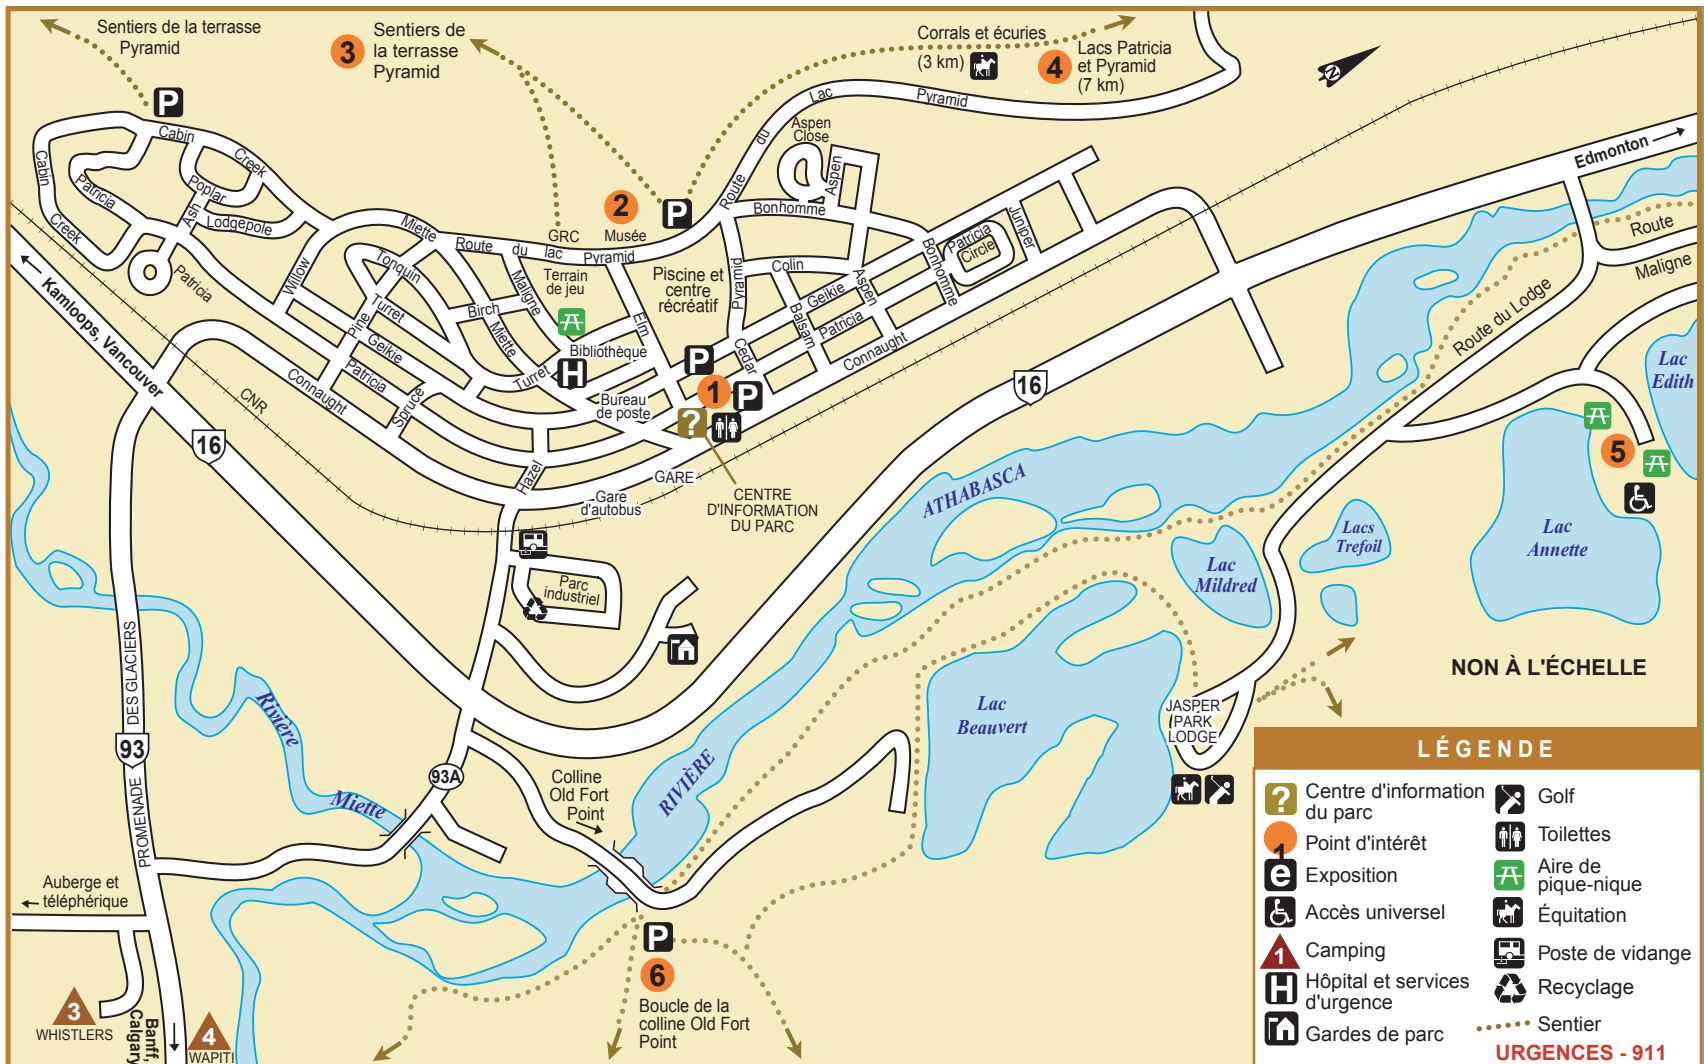 Sentiers de la terrasse
Pyramid
3
Sentiers de
la terrasse
Pyramid
Corrals et écuries
(3 km)
4
Lacs Patricia
et Pyramid
(7 km)
N
P
Cabin
Creek
Cabin
Creek
Patricia
Poplar
Ash
Lodgepole
Patricia
Willow
Miette
Route du lac Pyramid
GRC
2
Musée
P
Route du Lac Pyramid
Aspen
Close
Aspen
Bonhomme
Bonhomme
Patricia
Circle
Juniper
Edmonton
Route
Maligne
Route du Lodge
Tonquin
Turret
Pine
Geikie
Patricia
Connaught
Spruce
Birch
Miette
Maligne
Terrain
de jeu
Bibliothèque
Turret
H
Elm
Piscine et
centre
récréatif
Pyramid
Colin
Geikie
Aspen
Balsam
Patricia
Connaught
Cedar
P
1
P
?
Bureau
de poste
Hazel
GARE
Gare
d'autobus
CENTRE
D'INFORMATION
DU PARC
CNR
Kamloops, Vancouver
16
16
ATHABASCA
RIVIÈRE
Lac
Edith
5
Lac
Annette
Lacs
Trefoil
Lac
Mildred
Lac
Beauvert
JASPER
PARK
LODGE
NON À L'ÉCHELLE
Parc
industriel
Rivière
Miette
DES GLACIERS
93
PROMENADE
93A
Colline
Old Fort
Point
Auberge et
téléphérique
3
WHISTLERS
Banff,
Calgary
4
WAPITI
P
6
Boucle de la
colline Old Fort
Point
LÉGENDE
?
Centre d'information
du parc
1
Point d'intérêt
e
Exposition
Accès universel
1
Camping
H
Hôpital et services
d'urgence
Gardes de parc
Golf
Toilettes
Aire de
pique-nique
Équitation
Poste de vidange
Recyclage
Sentier
URGENCES - 911